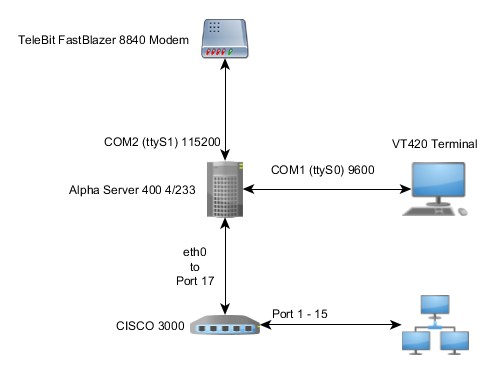 TeleBit FastBlazer 8840 Modem
COM2 (ttyS1) 115200
VT420 Terminal
COM1 (ttyS0) 9600
Alpha Server 400 4/233
eth0
to
Port 17
CISCO 3000
Port 1 - 15